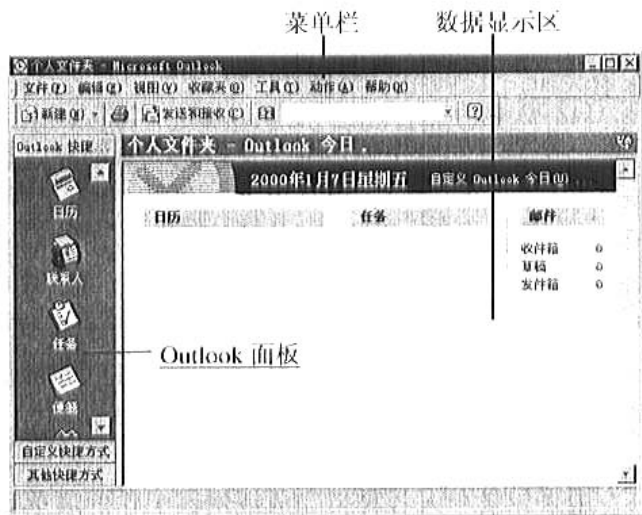 菜单栏 数据显示区
个人文件夹 - Microsoft Outlook
文件(F) 编辑(E) 视图(V) 收藏夹(O) 工具(T) 动作(A) 帮助(H)
新建(N) 发送和接收(C)
Outlook 快捷... 个人文件夹 - Outlook 今日 .
2000年1月7日星期五 自定义 Outlook 今日(U) ...
日历 任务 邮件
日历
收件箱 0
草稿 0
发件箱 0
联系人
任务
Outlook 面板
便笺
自定义快捷方式
其他快捷方式